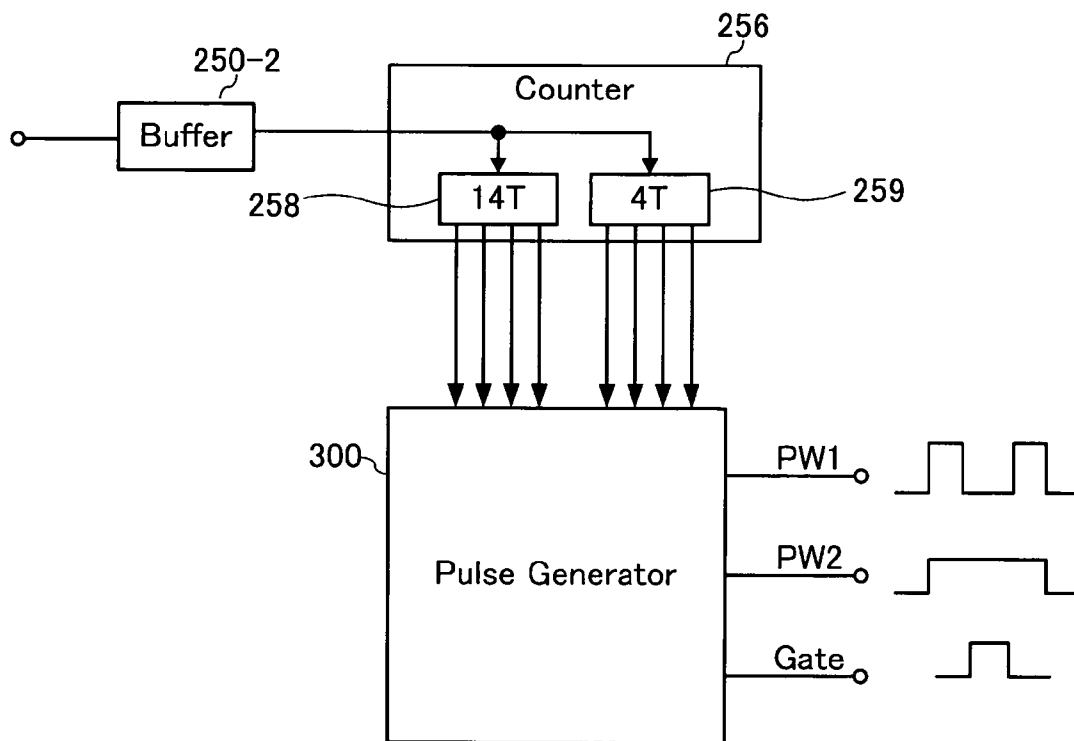 256
250-2
Counter
Buffer
258
14T
4T
259
300
PW1
Pulse Generator
PW2
Gate